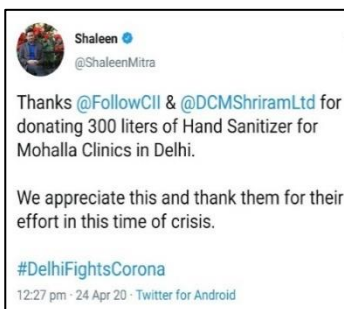 Shaleen
@ShaleenMitra
Thanks @FollowCII & @DCMShriramLtd for
donating 300 liters of Hand Sanitizer for
Mohalla Clinics in Delhi.
We appreciate this and thank them for their
effort in this time of crisis.
#DelhiFightsCorona
12:27 pm · 24 Apr 20 · Twitter for Android